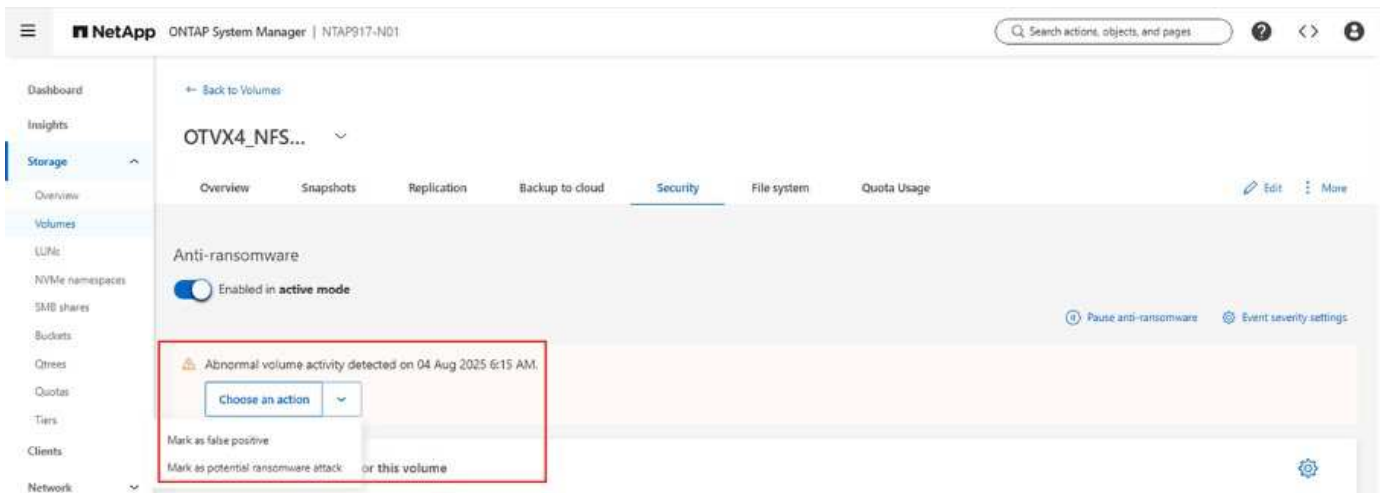 NetApp ONTAP System Manager | NTAP917-N01
Search actions, objects, and pages
Dashboard
Insights
Storage
Overview
Volumes
LUNs
NVMe namespaces
SMB shares
Buckets
Qtrees
Quotas
Tiers
Clients
Network
← Back to Volumes
OTVX4_NFS...
Overview Snapshots Replication Backup to cloud Security File system Quota Usage
Edit More
Anti-ransomware
Enabled in active mode
Pause anti-ransomware Event severity settings
Abnormal volume activity detected on 04 Aug 2025 6:15 AM.
Choose an action
Mark as false positive
Mark as potential ransomware attack
or this volume